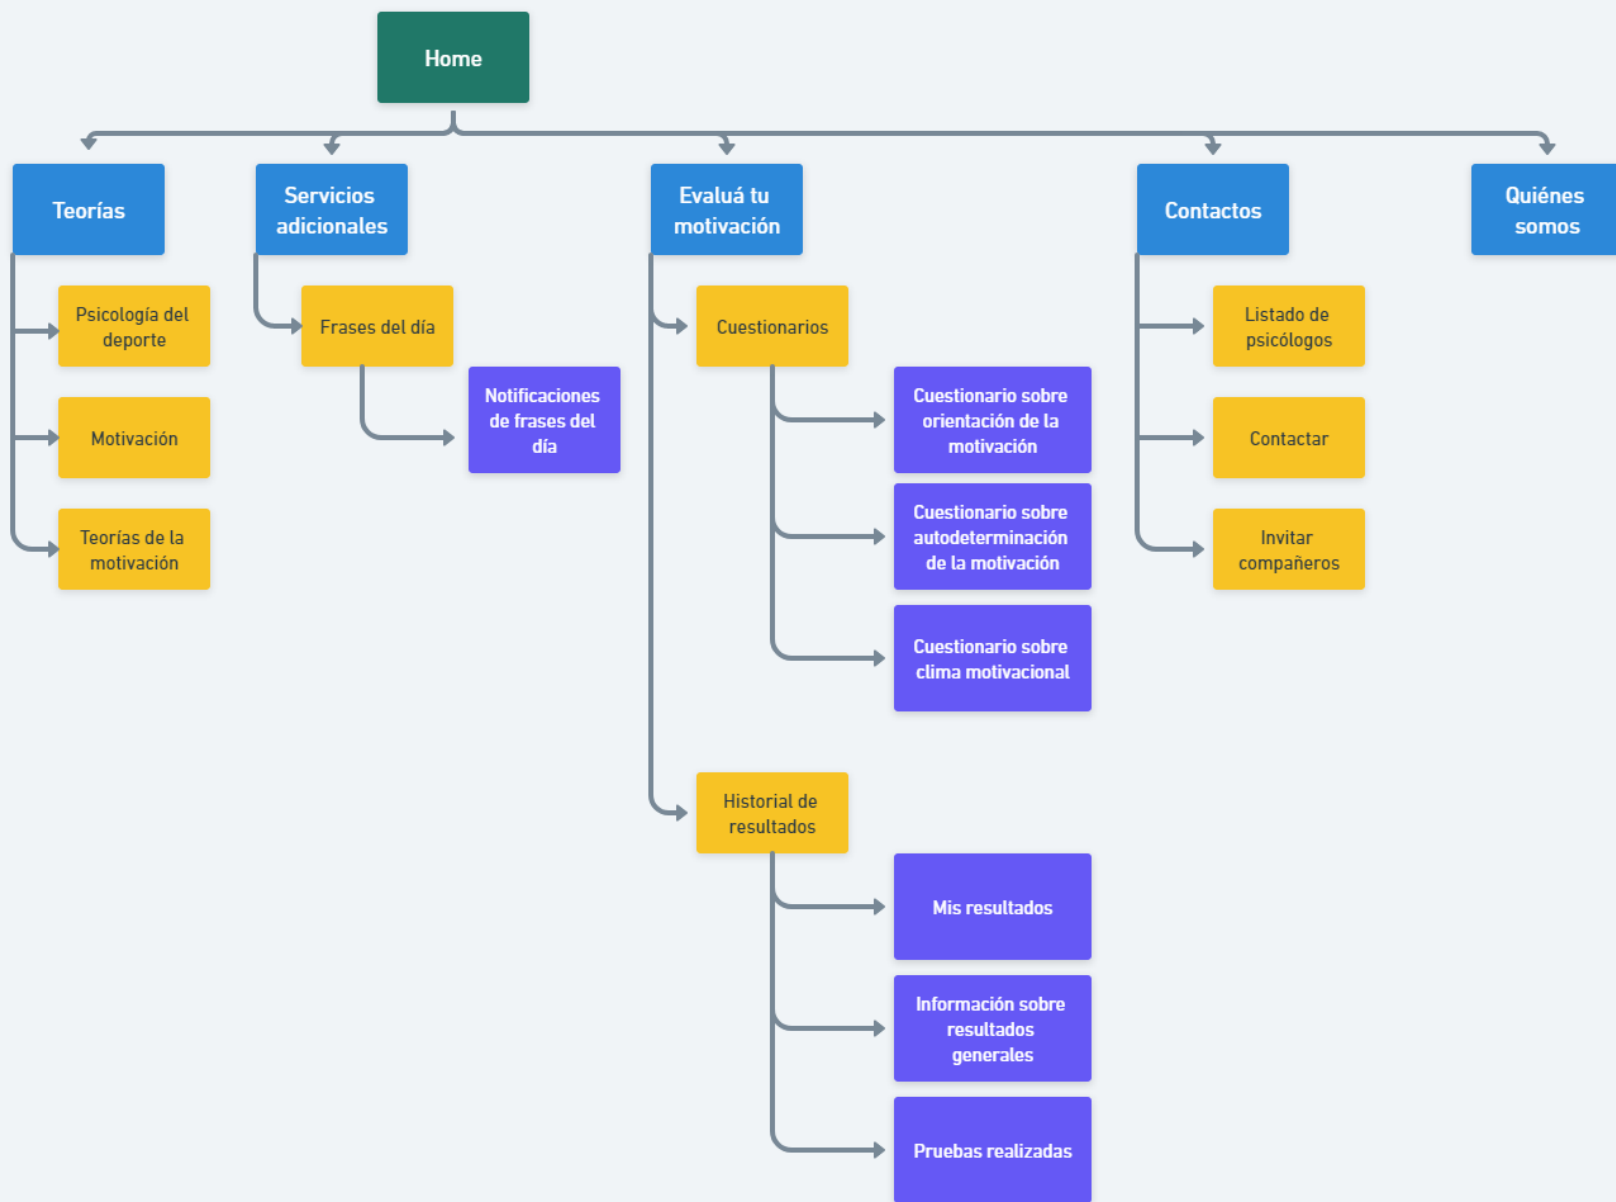 Home
Teorías
Servicios
adicionales
Evaluá tu
motivación
Contactos
Quiénes
somos
Psicología del
deporte
Motivación
Teorías de la
motivación
Frases del día
Notificaciones
de frases del
día
Cuestionarios
Cuestionario sobre
orientación de la
motivación
Cuestionario sobre
autodeterminación
de la motivación
Cuestionario sobre
clima motivacional
Historial de
resultados
Mis resultados
Información sobre
resultados
generales
Pruebas realizadas
Listado de
psicólogos
Contactar
Invitar
compañeros